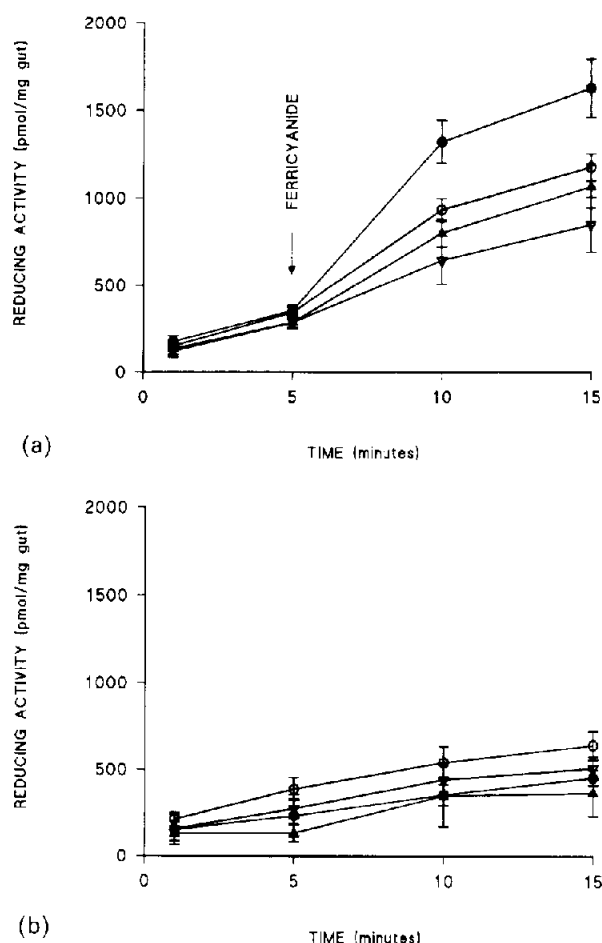 2000
1500
1000
500
0
REDUCING ACTIVITY (pmol/mg gut)
FERRICYANIDE
0 5 10 15
TIME (minutes)
(a)
2000
1500
1000
500
0
REDUCING ACTIVITY (pmol/mg gut)
0 5 10 15
TIME (minutes)
(b)